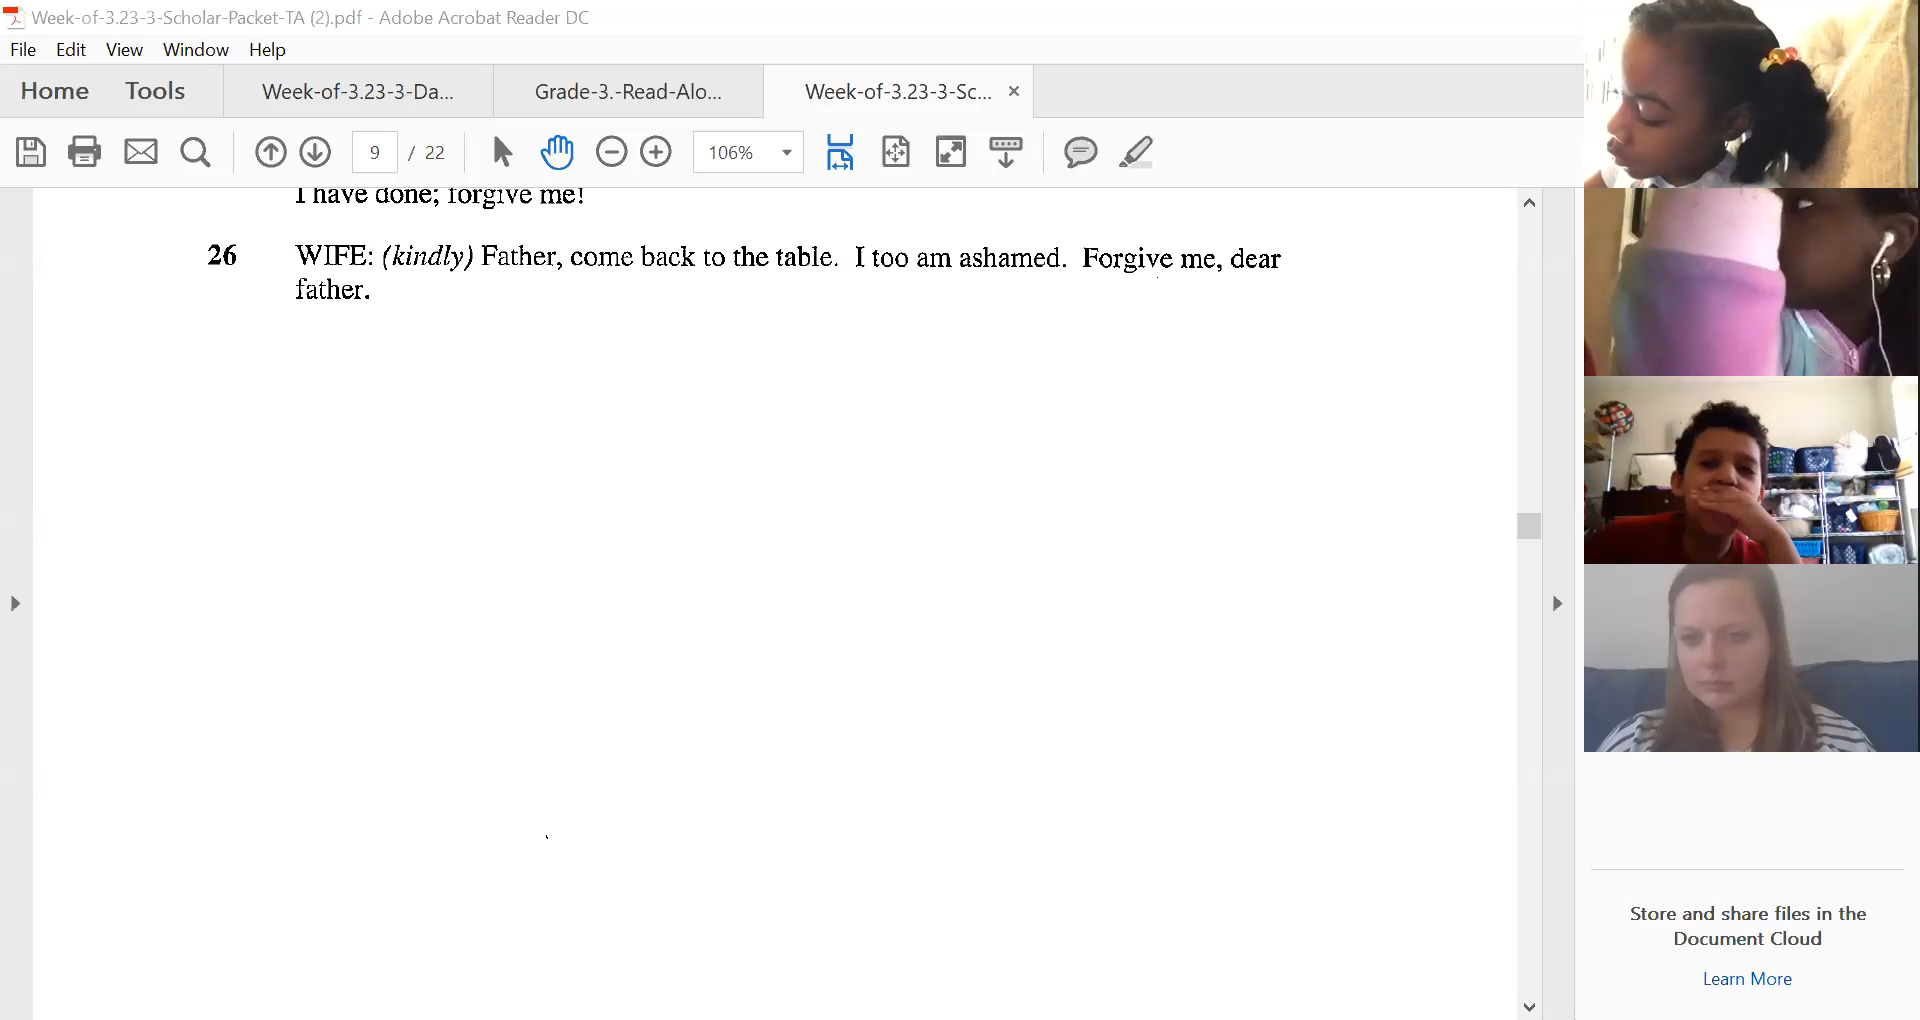 Week-of-3.23-3-Scholar-Packet-TA (2).pdf - Adobe Acrobat Reader DC
File Edit View Window Help
Home Tools Week-of-3.23-3-Da... Grade-3.-Read-Alo... Week-of-3.23-3-Sc... ×
9 / 22 106%
I have done; forgive me!
26 WIFE: (kindly) Father, come back to the table. I too am ashamed. Forgive me, dear
father.
Store and share files in the
Document Cloud
Learn More